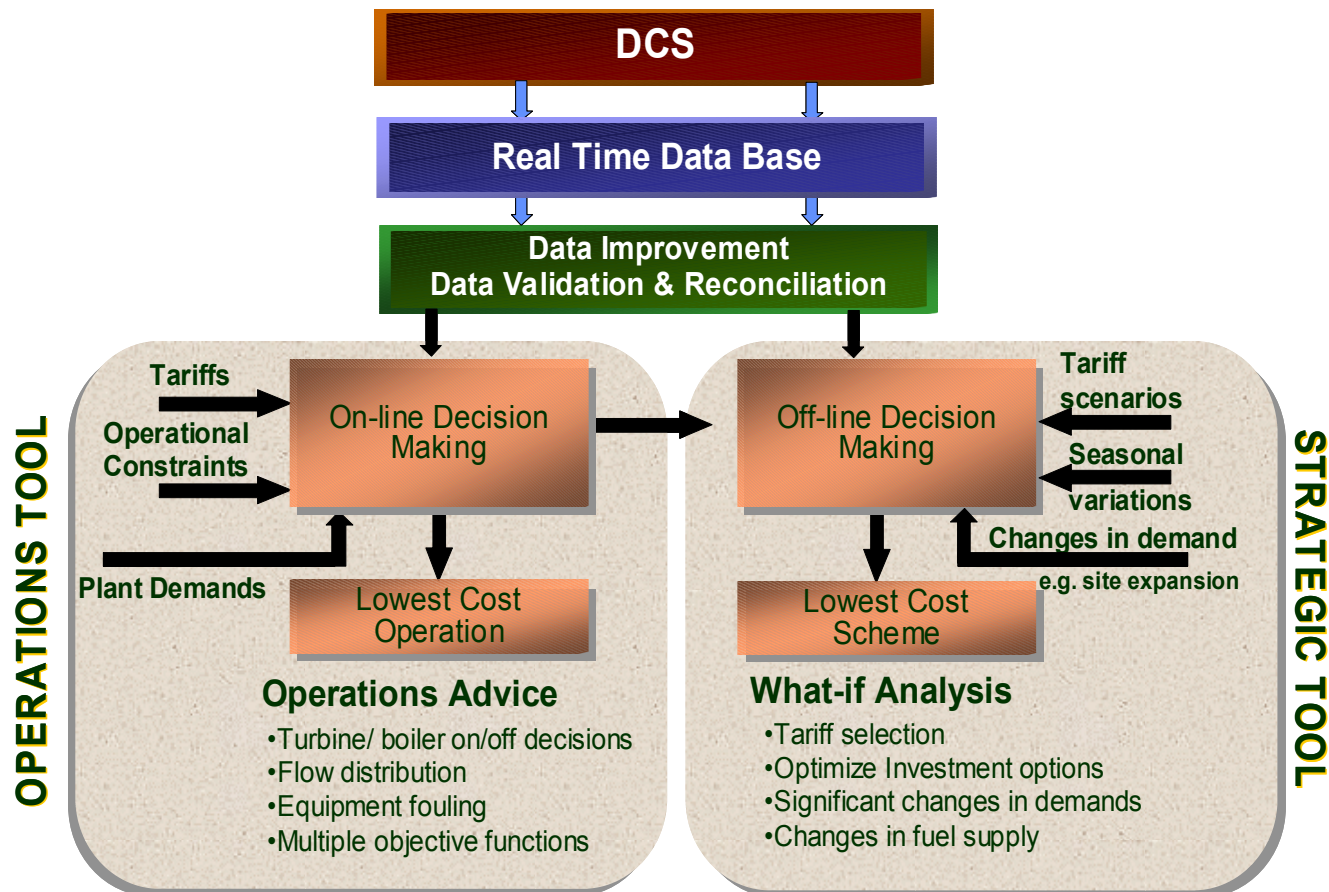 DCS
Real Time Data Base
Data Improvement
Data Validation & Reconciliation
OPERATIONS TOOL
Tariffs
Operational
Constraints
Plant Demands
On-line Decision
Making
Lowest Cost
Operation
Operations Advice
•Turbine/ boiler on/off decisions
•Flow distribution
•Equipment fouling
•Multiple objective functions
Off-line Decision
Making
Tariff
scenarios
Seasonal
variations
Changes in demand
e.g. site expansion
Lowest Cost
Scheme
What-if Analysis
•Tariff selection
•Optimize Investment options
•Significant changes in demands
•Changes in fuel supply
STRATEGIC TOOL